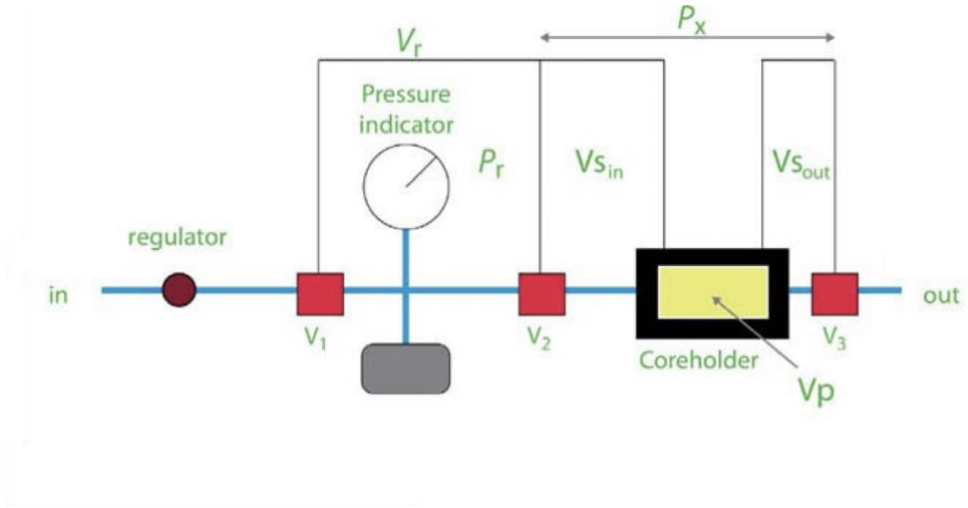 Pₓ
Vᵣ
Pressure
indicator
Pᵣ
Vsᵢₙ
Vsₒᵤₜ
regulator
in
out
V₁
V₂
V₃
Coreholder
Vp